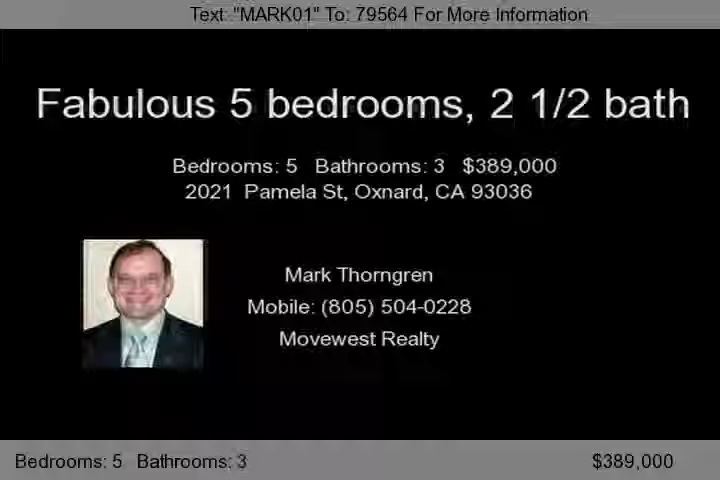 Text: "MARK01" To: 79564 For More Information
Fabulous 5 bedrooms, 2 1/2 bath
Bedrooms: 5 Bathrooms: 3 $389,000
2021 Pamela St, Oxnard, CA 93036
Mark Thorngren
Mobile: (805) 504-0228
Movewest Realty
Bedrooms: 5 Bathrooms: 3 $389,000